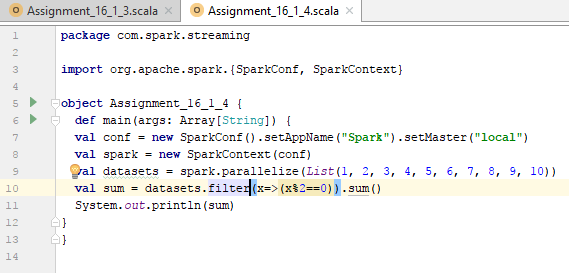 Assignment_16_1_3.scala × Assignment_16_1_4.scala ×
1 package com.spark.streaming
2
3 import org.apache.spark.{SparkConf, SparkContext}
4
5 object Assignment_16_1_4 {
6 def main(args: Array[String]) {
7 val conf = new SparkConf().setAppName("Spark").setMaster("local")
8 val spark = new SparkContext(conf)
9 val datasets = spark.parallelize(List(1, 2, 3, 4, 5, 6, 7, 8, 9, 10))
10 val sum = datasets.filter(x=>(x%2==0)).sum()
11 System.out.println(sum)
12 }
13 }
14